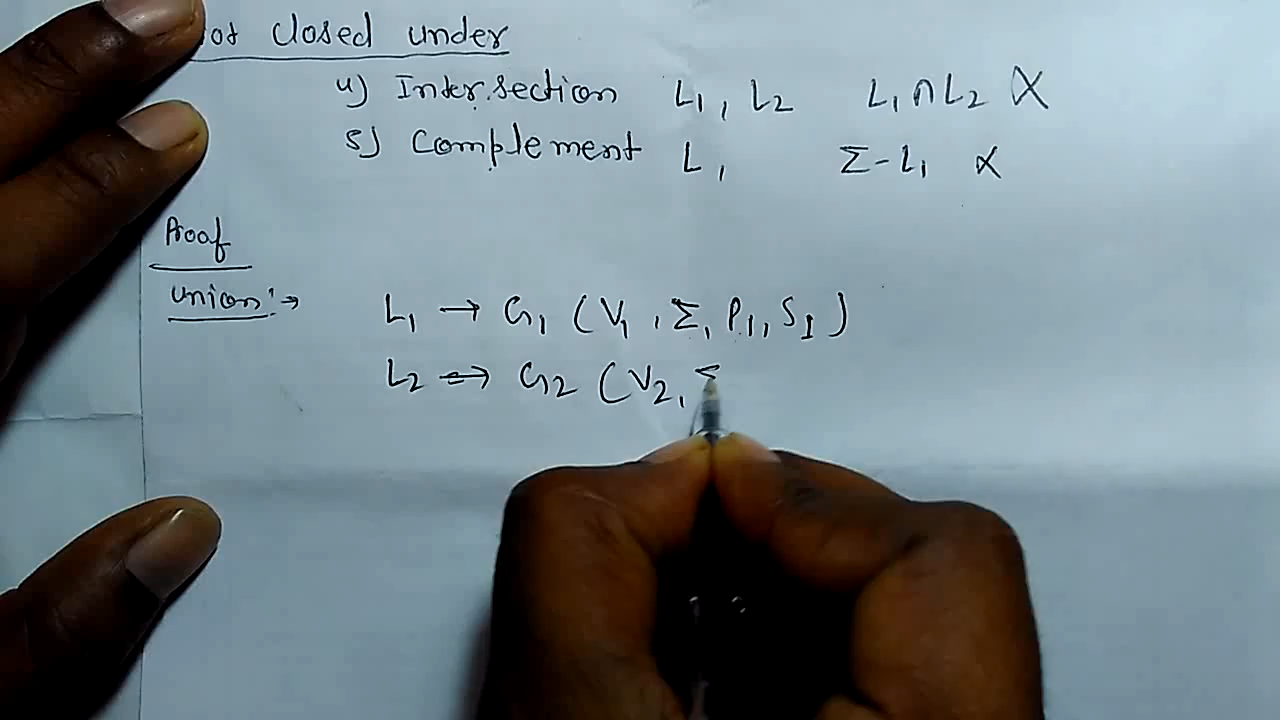 ot closed under
4) Intersection L1, L2 L1 ∩ L2 X
5) Complement L1 Σ - L1 X
Proof
union:→ L1 → G1 (V1, Σ, P1, S1)
L2 ↔ G2 (V2,